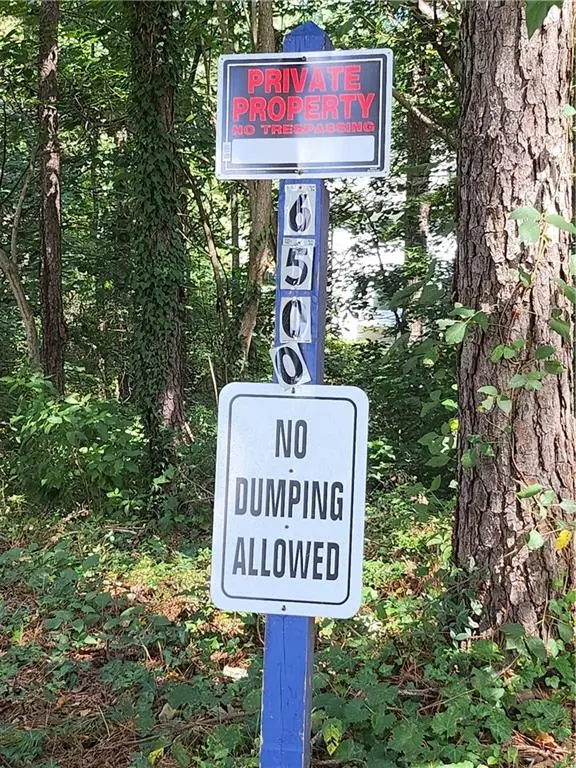 PRIVATE
PROPERTY
NO TRESPASSING
6
5
0
0
NO
DUMPING
ALLOWED